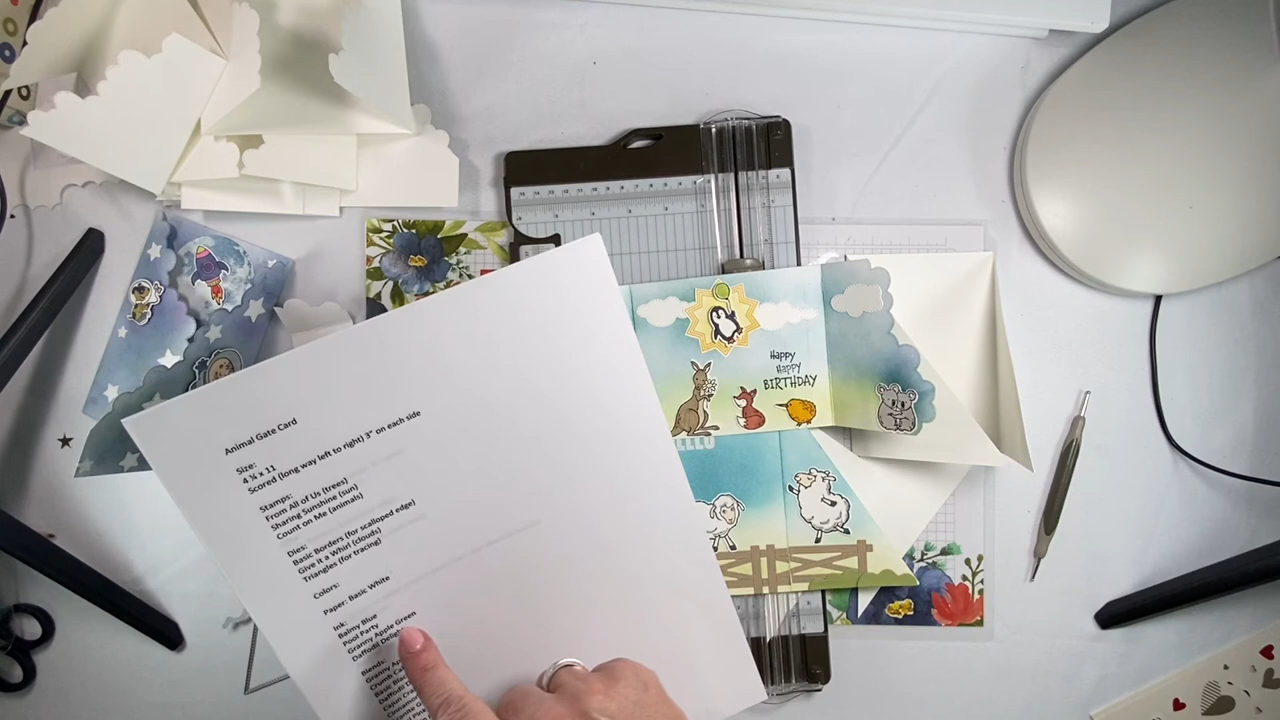 Happy
Happy
BIRTHDAY
Animal Gate Card
Size:
4 ¼ x 11
Scored (long way left to right) 3" on each side
Stamps:
From All of Us (trees)
Sharing Sunshine (sun)
Count on Me (animals)
Dies:
Basic Borders (for scalloped edge)
Give it a Whirl (clouds)
Triangles (for tracing)
Colors:
Paper: Basic White
Ink:
Balmy Blue
Pool Party
Granny Apple Green
Daffodil
Blends:
Granny